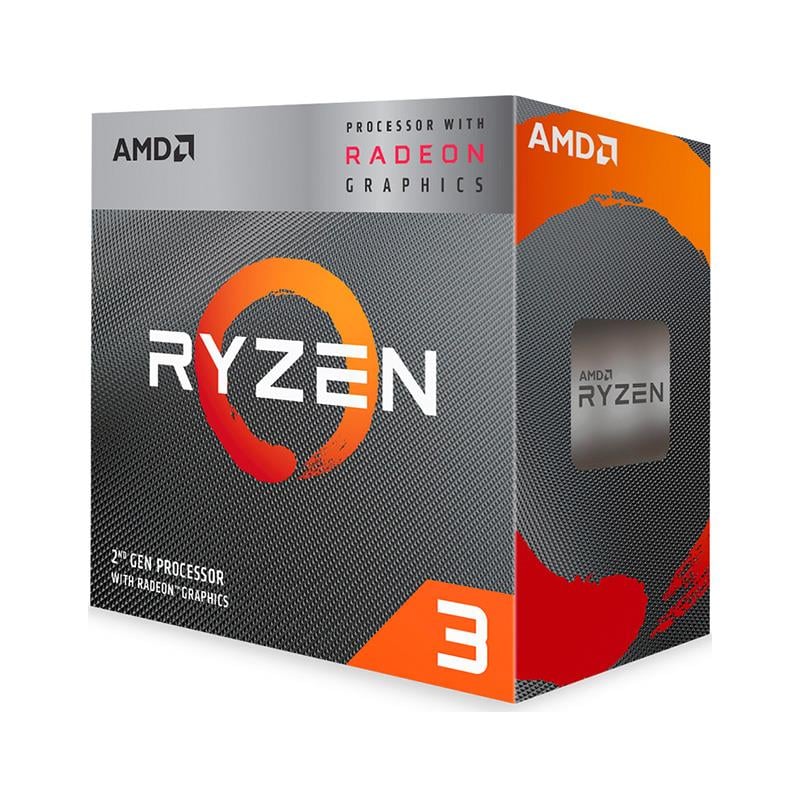 AMD
PROCESSOR WITH
RADEON
GRAPHICS
RYZEN
2ND GEN PROCESSOR
WITH RADEON™ GRAPHICS
3
AMD
AMD
RYZEN